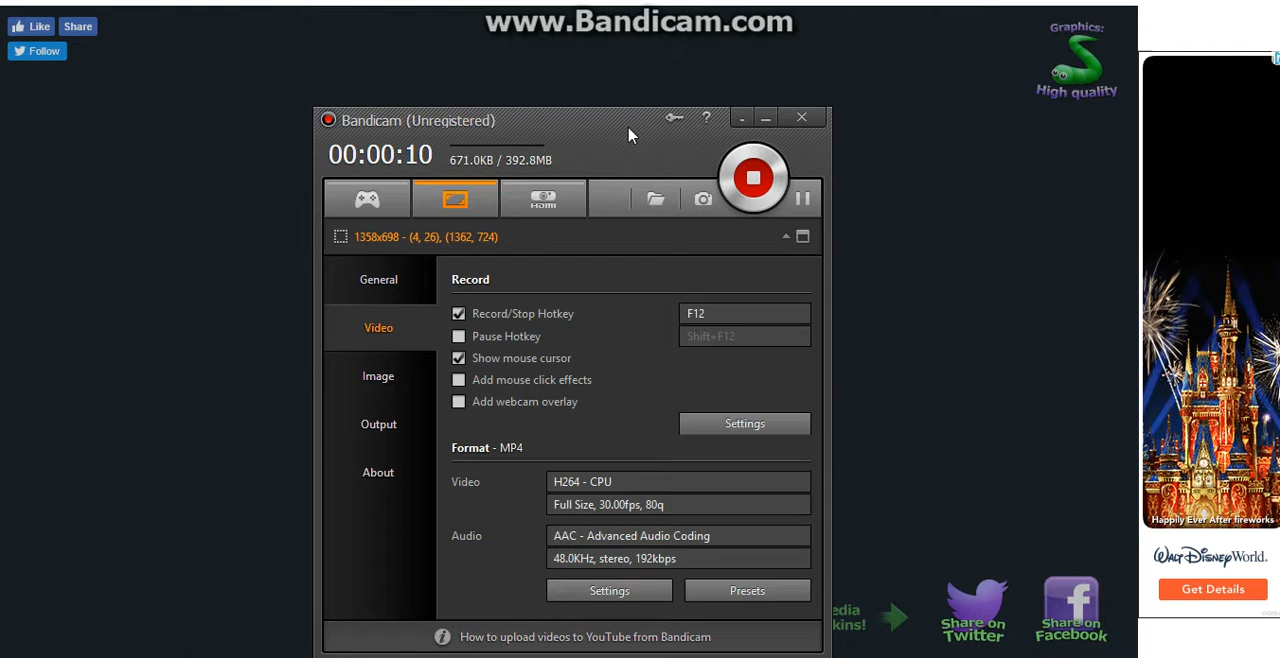 www.Bandicam.com
Like
Share
Follow
Graphics:
High quality
Bandicam (Unregistered)
?
00:00:10
671.0KB / 392.8MB
HDMI
1358x698 - (4, 26), (1362, 724)
General
Video
Image
Output
About
Record
Record/Stop Hotkey
F12
Pause Hotkey
Shift+F12
Show mouse cursor
Add mouse click effects
Add webcam overlay
Settings
Format - MP4
Video
H264 - CPU
Full Size, 30.00fps, 80q
Audio
AAC - Advanced Audio Coding
48.0KHz, stereo, 192kbps
Settings
Presets
How to upload videos to YouTube from Bandicam
edia
kins!
Share on
Twitter
Share on
Facebook
Happily Ever After fireworks
WALT DISNEY World.
Get Details